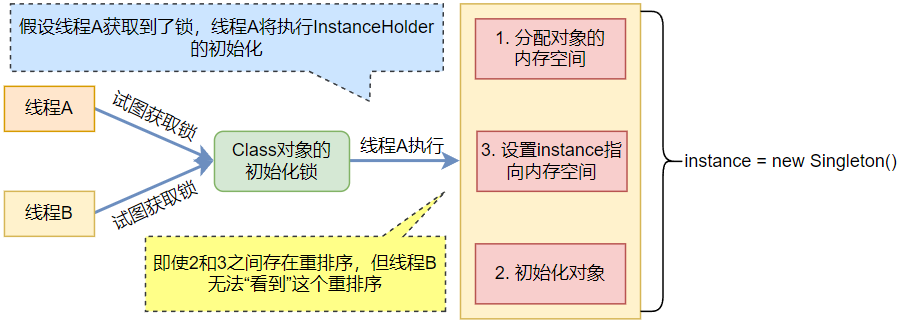 假设线程A获取到了锁，线程A将执行InstanceHolder
的初始化
线程A
试图获取锁
线程B
试图获取锁
Class对象的
初始化锁
线程A执行
即使2和3之间存在重排序，但线程B
无法“看到”这个重排序
1. 分配对象的
内存空间
3. 设置instance指
向内存空间
2. 初始化对象
instance = new Singleton()